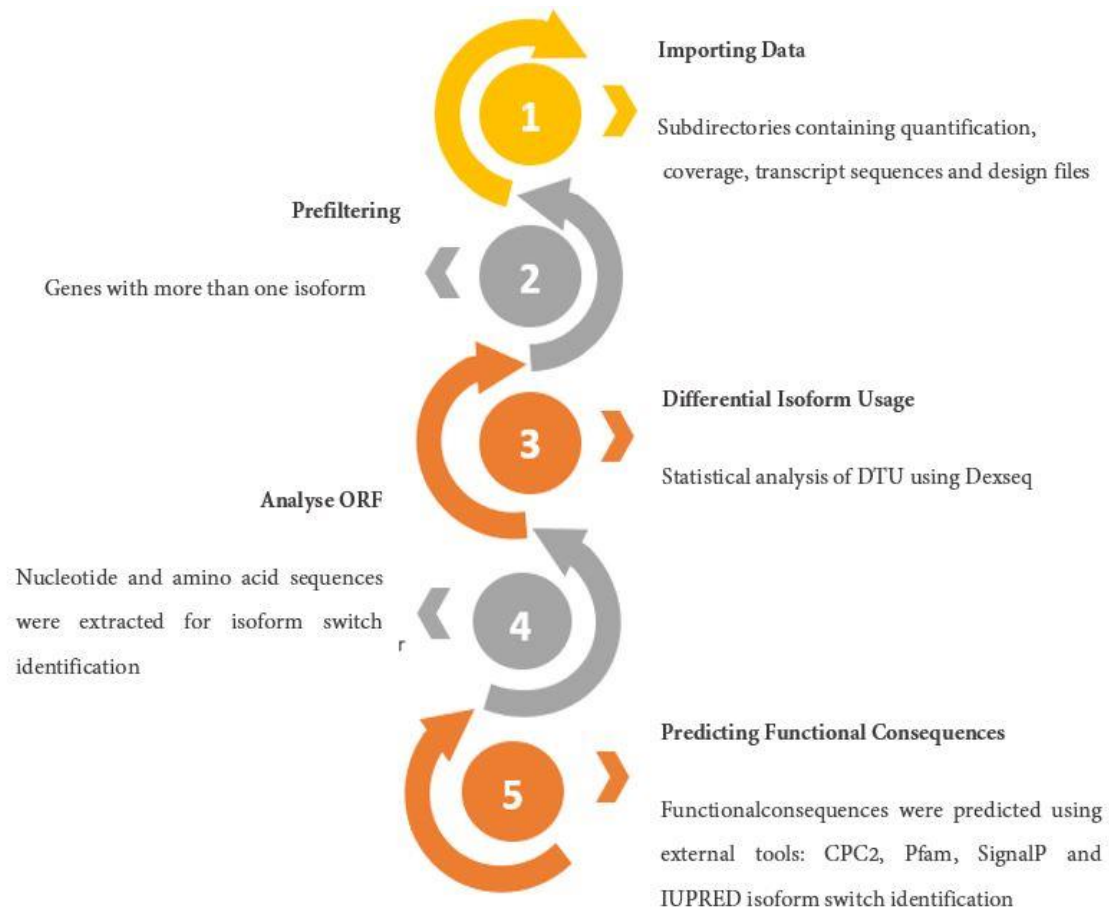 1
Importing Data
Subdirectories containing quantification,
coverage, transcript sequences and design files
Prefiltering
2
Genes with more than one isoform
3
Differential Isoform Usage
Statistical analysis of DTU using Dexseq
Analyse ORF
4
Nucleotide and amino acid sequences
were extracted for isoform switch
r
identification
5
Predicting Functional Consequences
Functionalconsequences were predicted using
external tools: CPC2, Pfam, SignalP and
IUPRED isoform switch identification